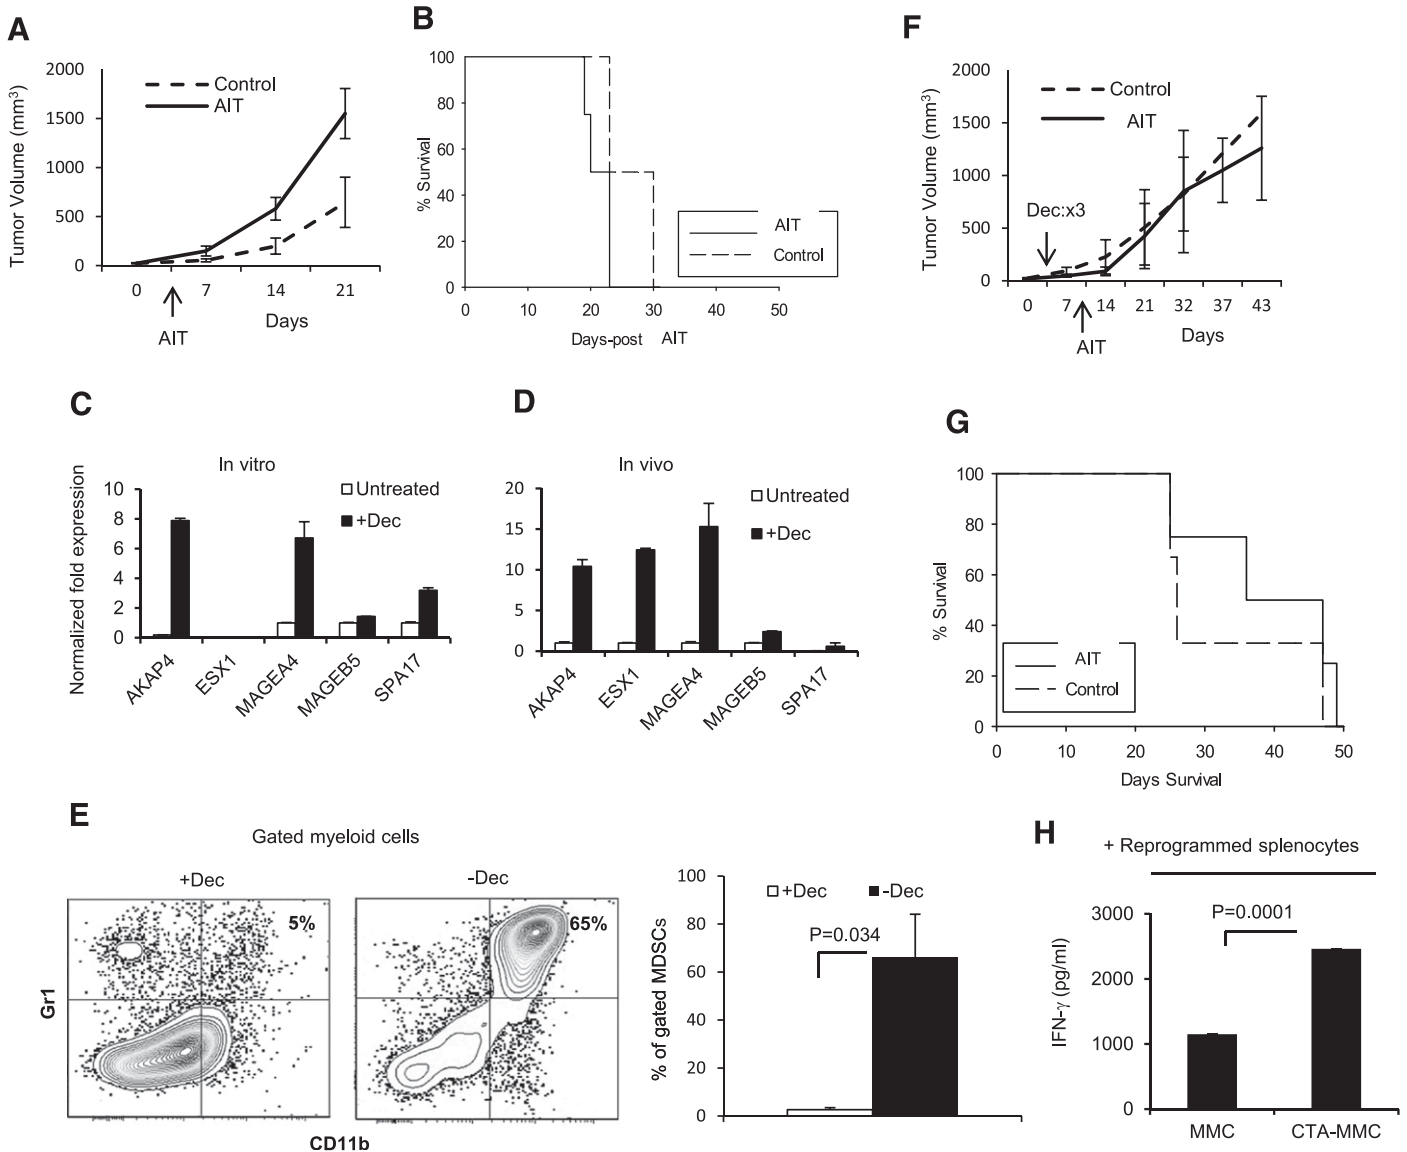 A
2000
1500
1000
500
0
Tumor Volume (mm³)
Control
AIT
0 7 14 21
AIT
Days
B
100
80
60
40
20
0
% Survival
AIT
Control
0 10 20 30 40 50
Days-post AIT
F
2000
1500
1000
500
0
Tumor Volume (mm³)
Control
AIT
Dec:x3
0 7 14 21 32 37 43
AIT
Days
C
In vitro
Normalized fold expression
10
8
6
4
2
0
Untreated
+Dec
AKAP4
ESX1
MAGEA4
MAGEB5
SPA17
D
In vivo
20
15
10
5
0
Untreated
+Dec
AKAP4
ESX1
MAGEA4
MAGEB5
SPA17
G
100
80
60
40
20
0
% Survival
AIT
Control
0 10 20 30 40 50
Days Survival
E
Gated myeloid cells
+Dec
-Dec
5%
65%
Gr1
CD11b
100
80
60
40
20
0
% of gated MDSCs
+Dec
-Dec
P=0.034
H
+ Reprogrammed splenocytes
3000
2000
1000
0
IFN-γ (pg/ml)
P=0.0001
MMC
CTA-MMC